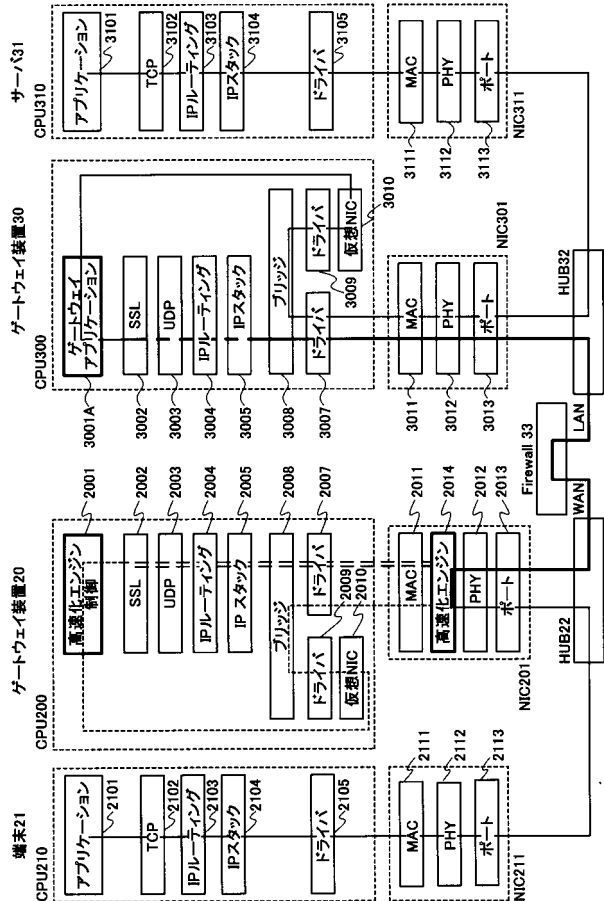 端末21
CPU210
アプリケーション
2101
TCP
2102
IPルーティング
2103
IPスタック
2104
ドライバ
2105
MAC
2111
PHY
2112
ポート
2113
NIC211
ゲートウェイ装置20
CPU200
高速化エンジン
制御
2001
SSL
2002
UDP
2003
IPルーティング
2004
IPスタック
2005
ブリッジ
2008
ドライバ
2007
ドライバ
2009
仮想NIC
2010
MAC
2011
高速化エンジン
2014
PHY
2012
ポート
2013
NIC201
HUB22
WAN
Firewall 33
LAN
HUB32
ゲートウェイ装置30
CPU300
ゲートウェイ
アプリケーション
3001A
SSL
3002
UDP
3003
IPルーティング
3004
IPスタック
3005
ブリッジ
3008
ドライバ
3007
ドライバ
3009
仮想NIC
3010
MAC
3011
PHY
3012
ポート
3013
NIC301
サーバ31
CPU310
アプリケーション
3101
TCP
3102
IPルーティング
3103
IPスタック
3104
ドライバ
3105
MAC
3111
PHY
3112
ポート
3113
NIC311